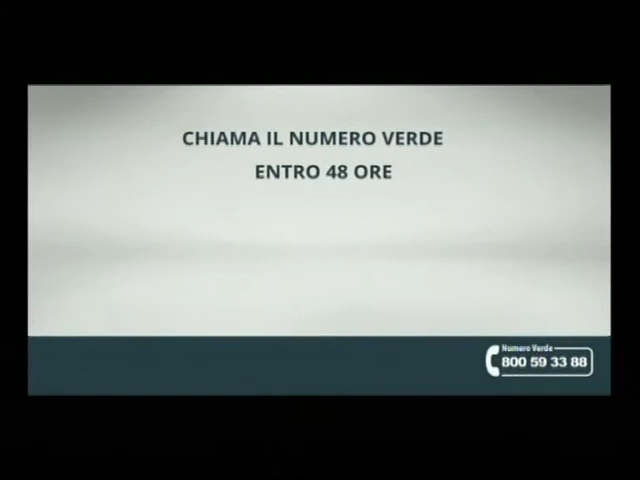 CHIAMA IL NUMERO VERDE
ENTRO 48 ORE
Numero Verde
800 59 33 88